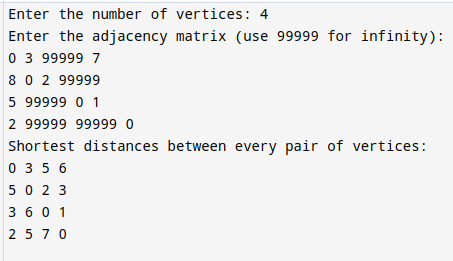 Enter the number of vertices: 4
Enter the adjacency matrix (use 99999 for infinity):
0 3 99999 7
8 0 2 99999
5 99999 0 1
2 99999 99999 0
Shortest distances between every pair of vertices:
0 3 5 6
5 0 2 3
3 6 0 1
2 5 7 0